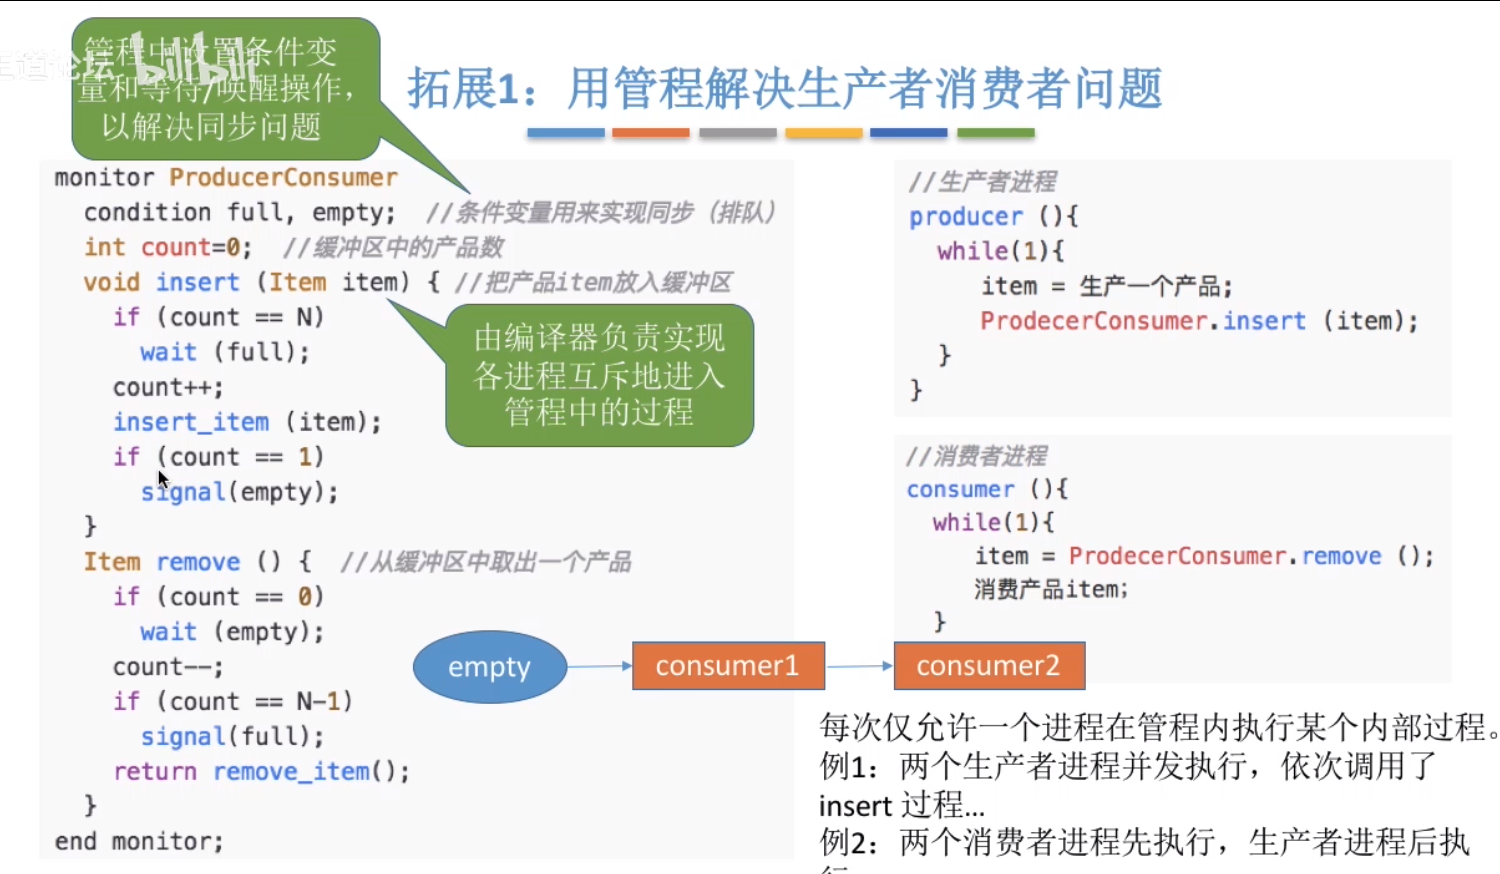 管程中设置条件变
量和等待/唤醒操作，
以解决同步问题
bilibili
拓展1：用管程解决生产者消费者问题
monitor ProducerConsumer
condition full, empty; //条件变量用来实现同步（排队）
int count=0; //缓冲区中的产品数
void insert (Item item) { //把产品item放入缓冲区
if (count == N)
wait (full);
count++;
insert_item (item);
if (count == 1)
signal(empty);
}
Item remove () { //从缓冲区中取出一个产品
if (count == 0)
wait (empty);
count--;
if (count == N-1)
signal(full);
return remove_item();
}
end monitor;
由编译器负责实现
各进程互斥地进入
管程中的过程
//生产者进程
producer (){
while(1){
item = 生产一个产品;
ProdecerConsumer.insert (item);
}
}
//消费者进程
consumer (){
while(1){
item = ProdecerConsumer.remove ();
消费产品item;
}
empty
consumer1
consumer2
每次仅允许一个进程在管程内执行某个内部过程。
例1：两个生产者进程并发执行，依次调用了
insert 过程...
例2：两个消费者进程先执行，生产者进程后执